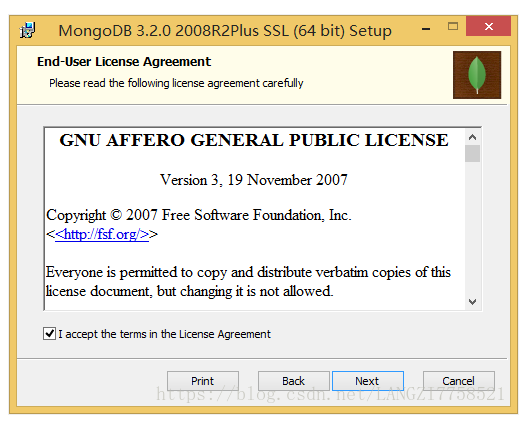 MongoDB 3.2.0 2008R2Plus SSL (64 bit) Setup
End-User License Agreement
Please read the following license agreement carefully
GNU AFFERO GENERAL PUBLIC LICENSE
Version 3, 19 November 2007
Copyright © 2007 Free Software Foundation, Inc.
<<http://fsf.org/>>
Everyone is permitted to copy and distribute verbatim copies of this
license document, but changing it is not allowed.
I accept the terms in the License Agreement
Print Back Next Cancel
https://blog.csdn.net/LANGZI7758521